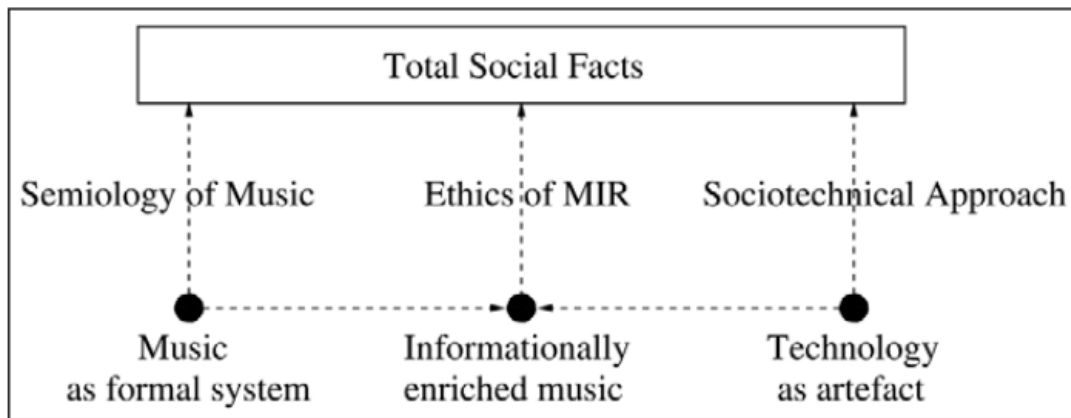 Total Social Facts
Semiology of Music
Ethics of MIR
Sociotechnical Approach
Music
as formal system
Informationally
enriched music
Technology
as artefact